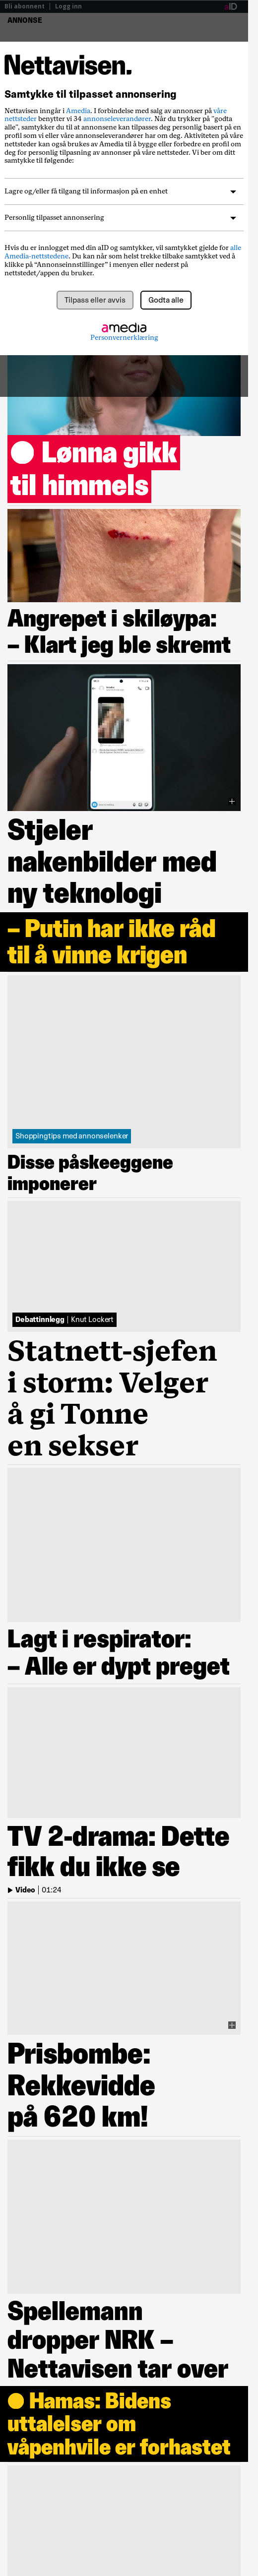 Bli abonnent | Logg inn
aID
ANNONSE
Nettavisen.
Samtykke til tilpasset annonsering
Nettavisen inngår i Amedia. I forbindelse med salg av annonser på våre
nettsteder benytter vi 34 annonseleverandører. Når du trykker på "godta
alle", samtykker du til at annonsene kan tilpasses deg personlig basert på en
profil som vi eller våre annonseleverandører har om deg. Aktiviteten på våre
nettsteder kan også brukes av Amedia til å bygge eller forbedre en profil om
deg for personlig tilpasning av annonser på våre nettsteder. Vi ber om ditt
samtykke til følgende:
Lagre og/eller få tilgang til informasjon på en enhet
Personlig tilpasset annonsering
Hvis du er innlogget med din aID og samtykker, vil samtykket gjelde for alle
Amedia-nettstedene. Du kan når som helst trekke tilbake samtykket ved å
klikke på “Annonseinnstillinger” i menyen eller nederst på
nettstedet/appen du bruker.
Tilpass eller avvis
Godta alle
amedia
Personvernerklæring
Lønna gikk
til himmels
Angrepet i skiløypa:
– Klart jeg ble skremt
Stjeler
nakenbilder med
ny teknologi
– Putin har ikke råd
til å vinne krigen
Shoppingtips med annonselenker
Disse påskeeggene
imponerer
Debattinnlegg | Knut Lockert
Statnett-sjefen
i storm: Velger
å gi Tonne
en sekser
Lagt i respirator:
– Alle er dypt preget
TV 2-drama: Dette
fikk du ikke se
Video | 01:24
Prisbombe:
Rekkevidde
på 620 km!
Spellemann
dropper NRK –
Nettavisen tar over
Hamas: Bidens
uttalelser om
våpenhvile er forhastet